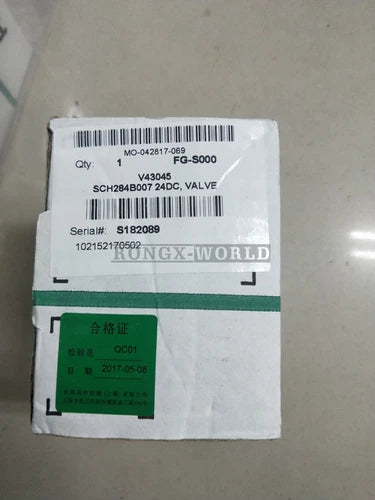 MO-042817-069
Qty: 1 FG-S000
V43045
SCH284B007 24DC, VALVE
Serial#: S182089
102152170502
RONGX-WORLD
合格证
检验员 QC01
日期 2017-05-08